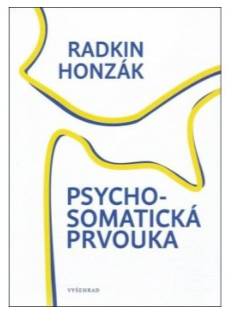 RADKIN
HONZÁK
PSYCHO-
SOMATICKÁ
PRVOUKA
VYŠEHRAD